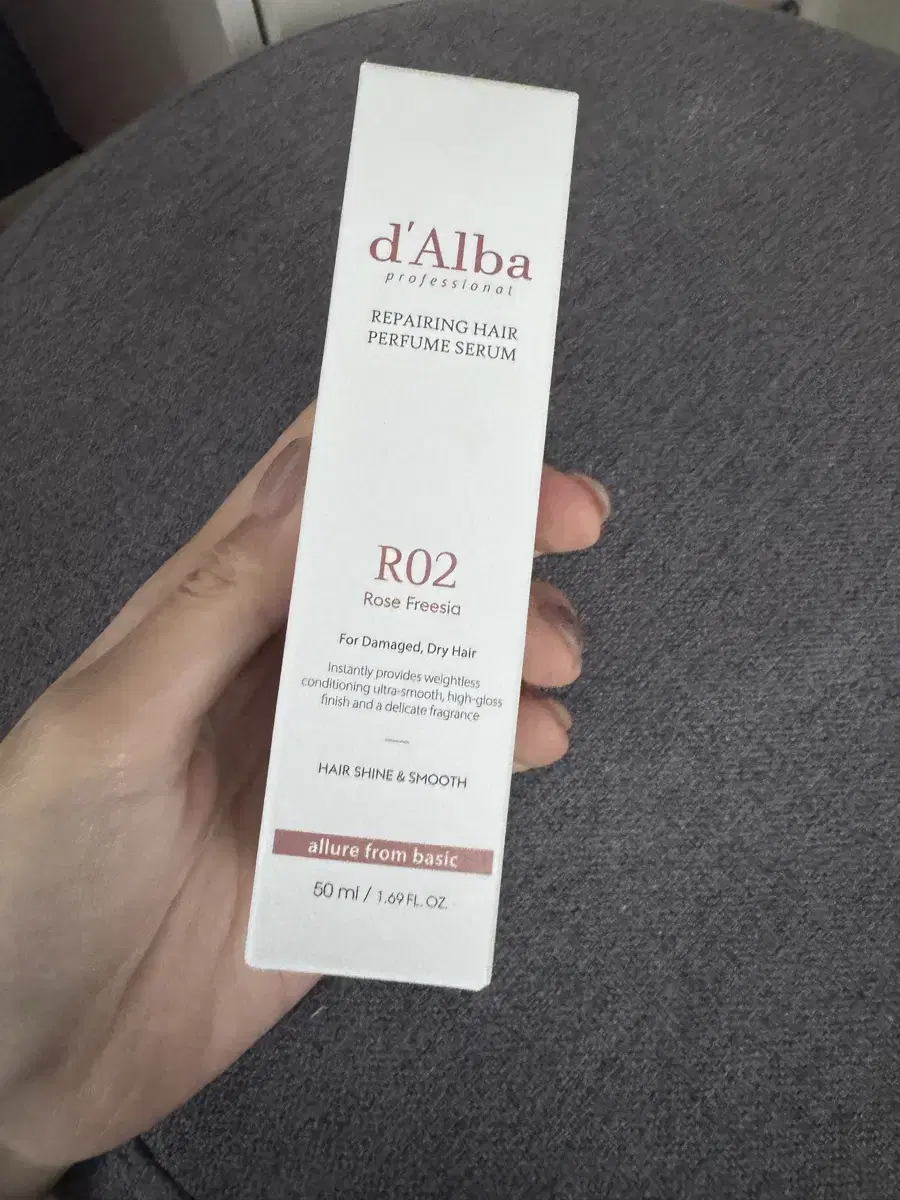 d'Alba
professional
REPAIRING HAIR
PERFUME SERUM
R02
Rose Freesia
For Damaged, Dry Hair
Instantly provides weightless
conditioning ultra-smooth, high-gloss
finish and a delicate fragrance
HAIR SHINE & SMOOTH
allure from basic
50 ml / 1.69 FL. OZ.